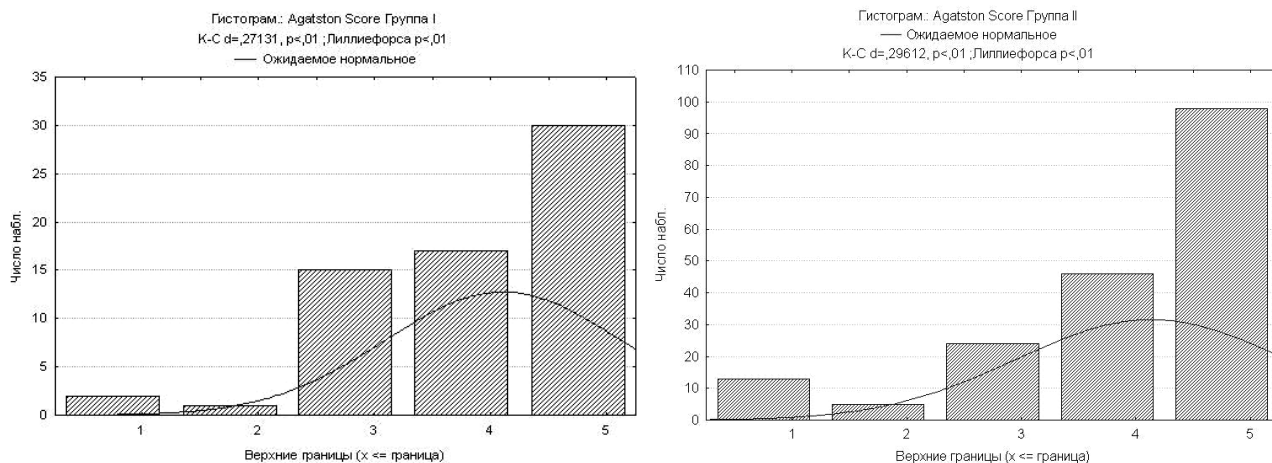 Гистограм.: Agatston Score Группа I
K-C d=,27131, p<,01 ;Лиллиефорса p<,01
Ожидаемое нормальное
35
30
25
20
15
10
5
0
Число набл.
1 2 3 4 5
Верхние границы (x <= граница)
Гистограм.: Agatston Score Группа II
Ожидаемое нормальное
K-C d=,29612, p<,01 ;Лиллиефорса p<,01
110
100
90
80
70
60
50
40
30
20
10
0
Число набл.
1 2 3 4 5
Верхние границы (x <= граница)